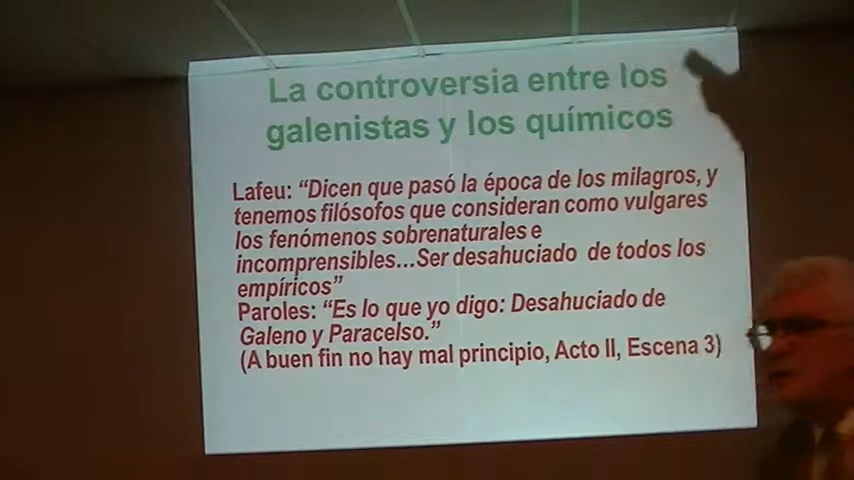 La controversia entre los
galenistas y los químicos
Lafeu: “Dicen que pasó la época de los milagros, y
tenemos filósofos que consideran como vulgares
los fenómenos sobrenaturales e
incomprensibles...Ser desahuciado de todos los
empíricos”
Paroles: “Es lo que yo digo: Desahuciado de
Galeno y Paracelso.”
(A buen fin no hay mal principio, Acto II, Escena 3)